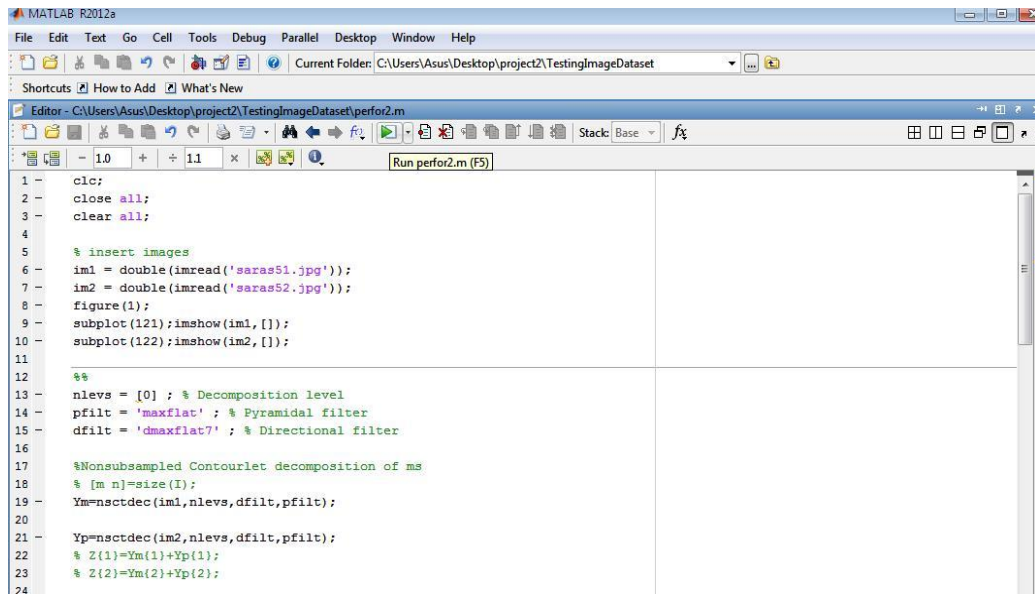 MATLAB R2012a
File Edit Text Go Cell Tools Debug Parallel Desktop Window Help
Current Folder: C:\Users\Asus\Desktop\project2\TestingImageDataset
Shortcuts How to Add What's New
Editor - C:\Users\Asus\Desktop\project2\TestingImageDataset\perfor2.m
Stack: Base fx
- 1.0 + ÷ 1.1 ×
Run perfor2.m (F5)
1 - clc;
2 - close all;
3 - clear all;
4
5 % insert images
6 - im1 = double(imread('saras51.jpg'));
7 - im2 = double(imread('saras52.jpg'));
8 - figure(1);
9 - subplot(121);imshow(im1,[]);
10 - subplot(122);imshow(im2,[]);
11
12 %%
13 - nlevs = [0] ; % Decomposition level
14 - pfilt = 'maxflat' ; % Pyramidal filter
15 - dfilt = 'dmaxflat7' ; % Directional filter
16
17 %Nonsubsampled Contourlet decomposition of ms
18 % [m n]=size(I);
19 - Ym=nsctdec(im1,nlevs,dfilt,pfilt);
20
21 - Yp=nsctdec(im2,nlevs,dfilt,pfilt);
22 % Z{1}=Ym{1}+Yp{1};
23 % Z{2}=Ym{2}+Yp{2};
24